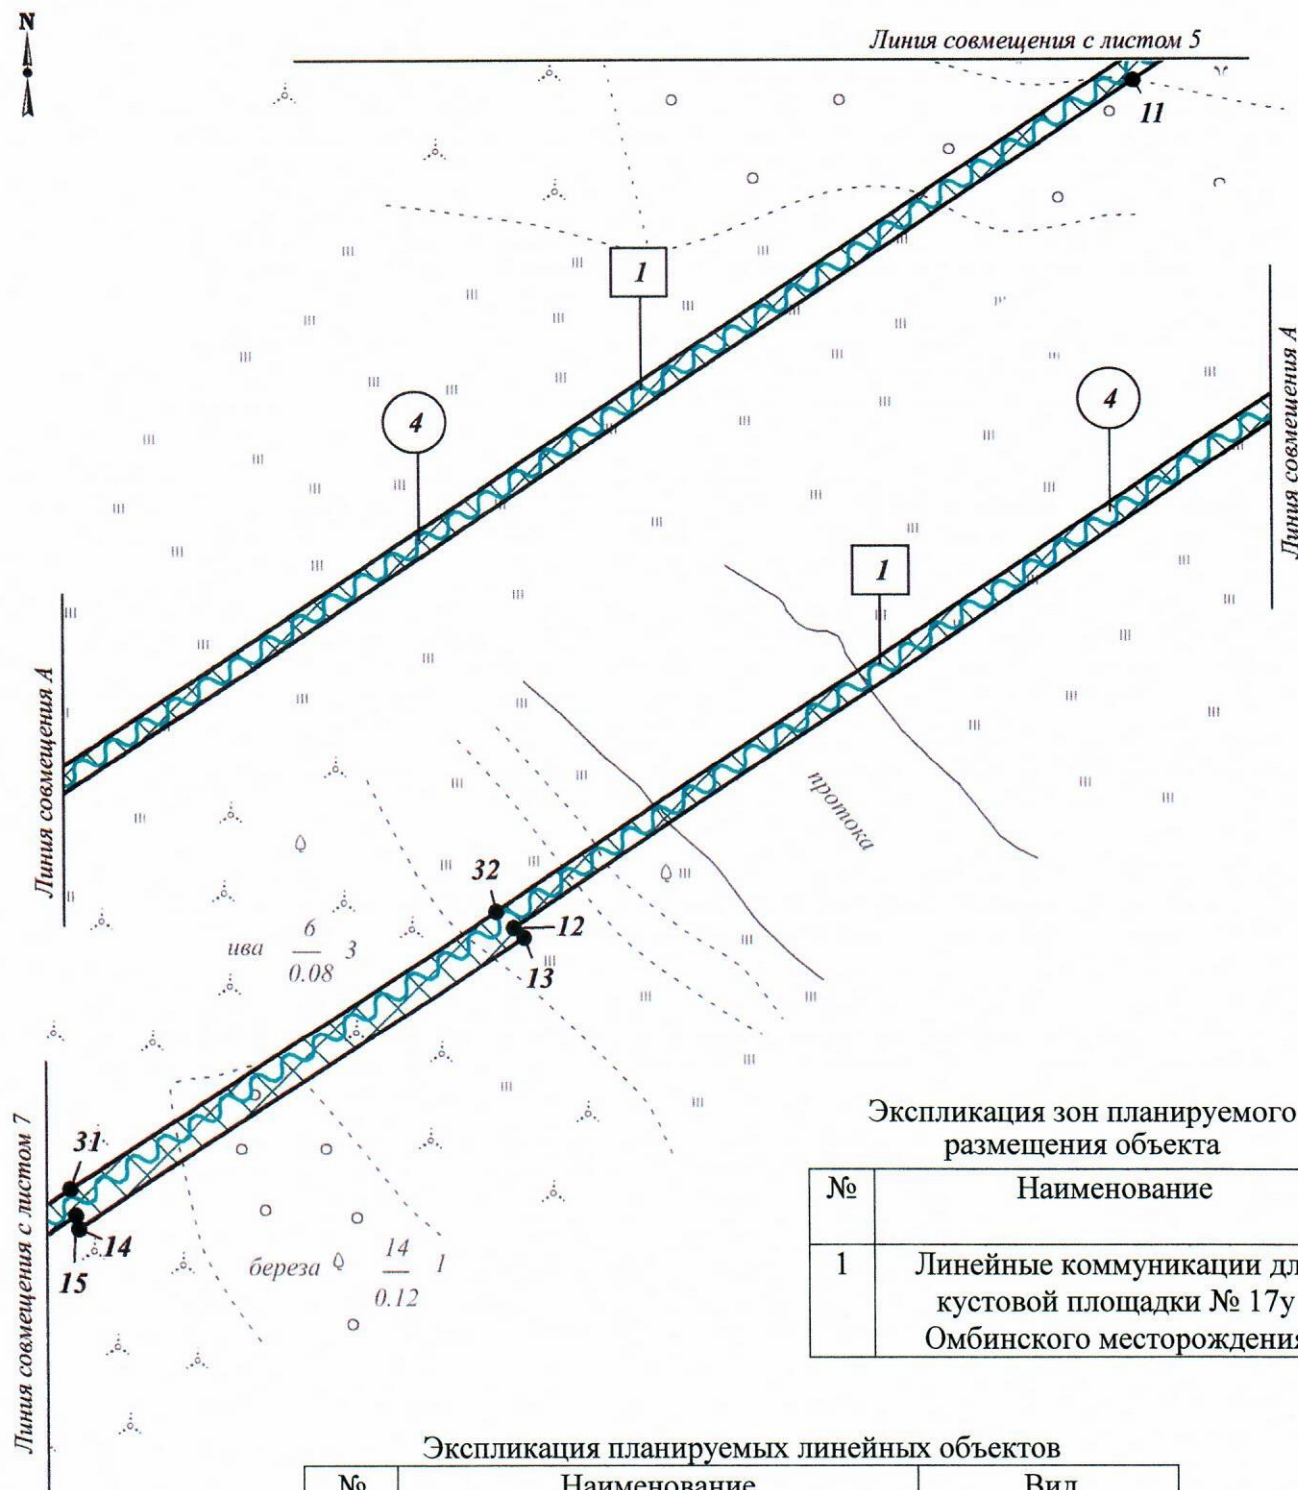 N
Линия совмещения с листом 5
11
1
4
4
Линия совмещения А
1
Линия совмещения А
протока
32
12
13
ива 6 3
0.08
Линия совмещения с листом 7
31
14
15
береза 14 1
0.12
Экспликация зон планируемого
размещения объекта
№ Наименование
1 Линейные коммуникации
кустовой площадки № 17у
Омбинского
Экспликация планируемых линейных объектов
№ Наименование Вид